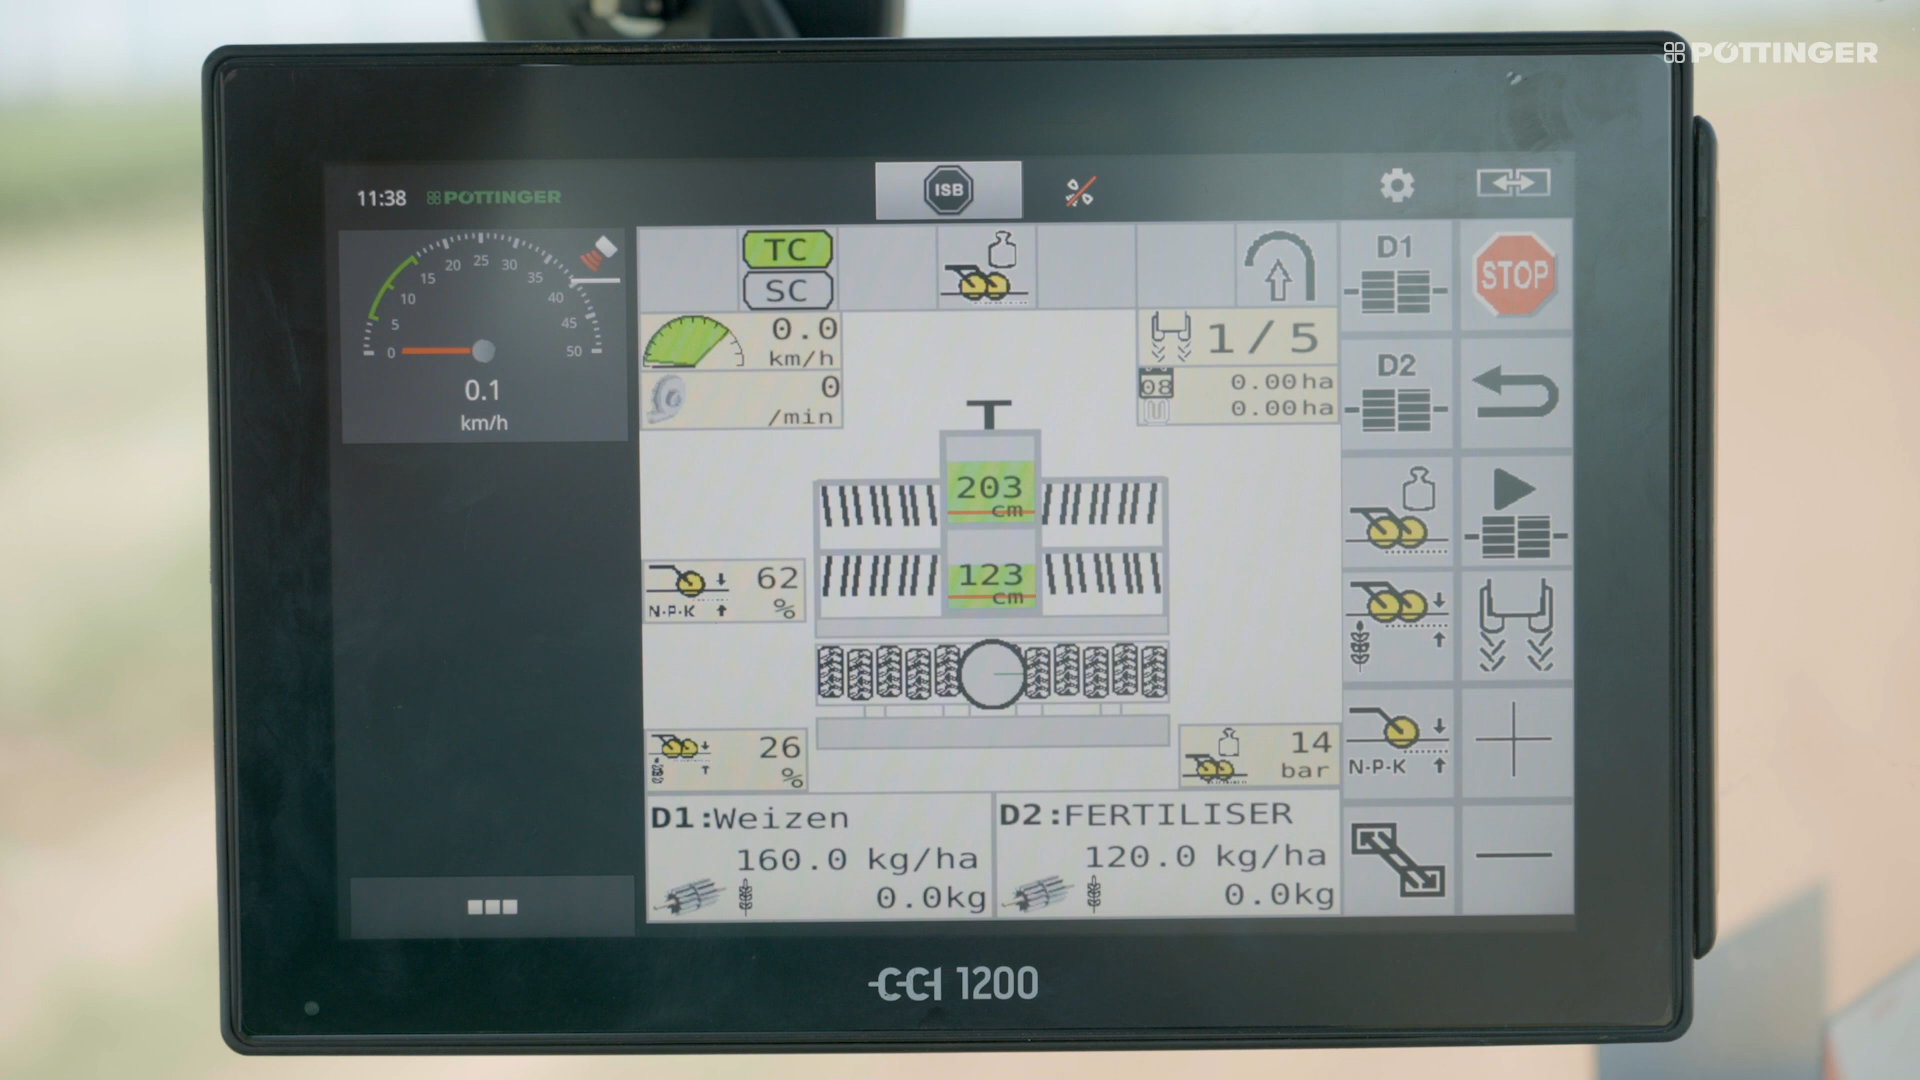 PÖTTINGER
11:38 PÖTTINGER
ISB
0 5 10 15 20 25 30 35 40 45 50
0.1
km/h
TC
SC
0.0
km/h
0
/min
1/5
08
0.00ha
0.00ha
203
cm
123
cm
62
%
N-P-K
26
%
14
bar
D1:Weizen
160.0 kg/ha
0.0kg
D2:FERTILISER
120.0 kg/ha
0.0kg
D1
STOP
D2
N-P-K
CCI 1200